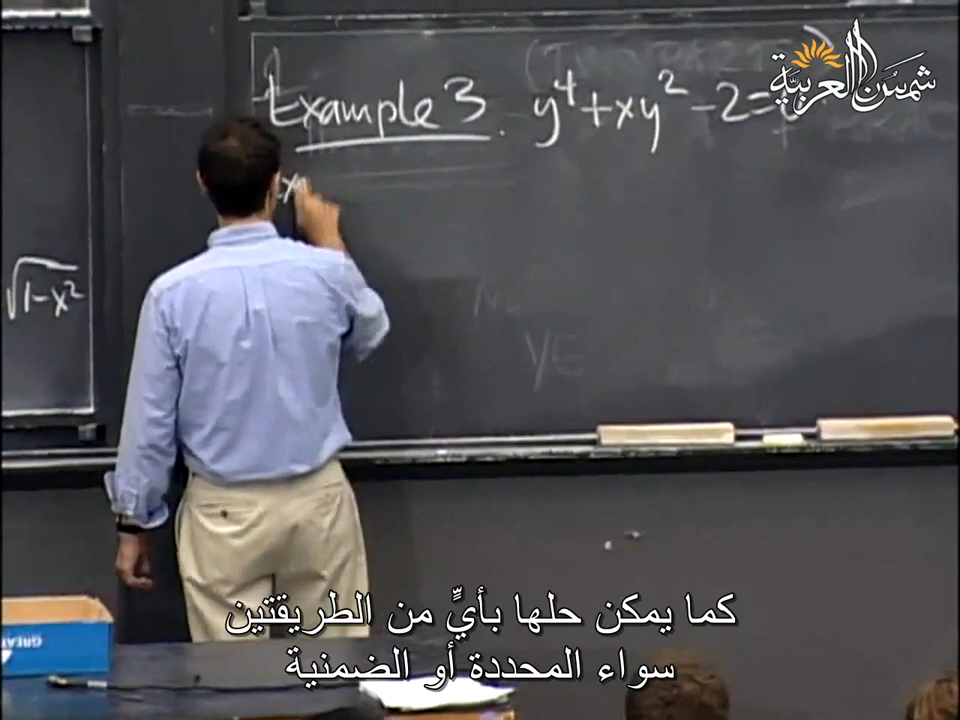 شمس العربية
Example 3. y⁴+xy²-2=0
√1-x²
GREAT
كما يمكن حلها بأيٍّ من الطريقتين
سواء المحددة أو الضمنية